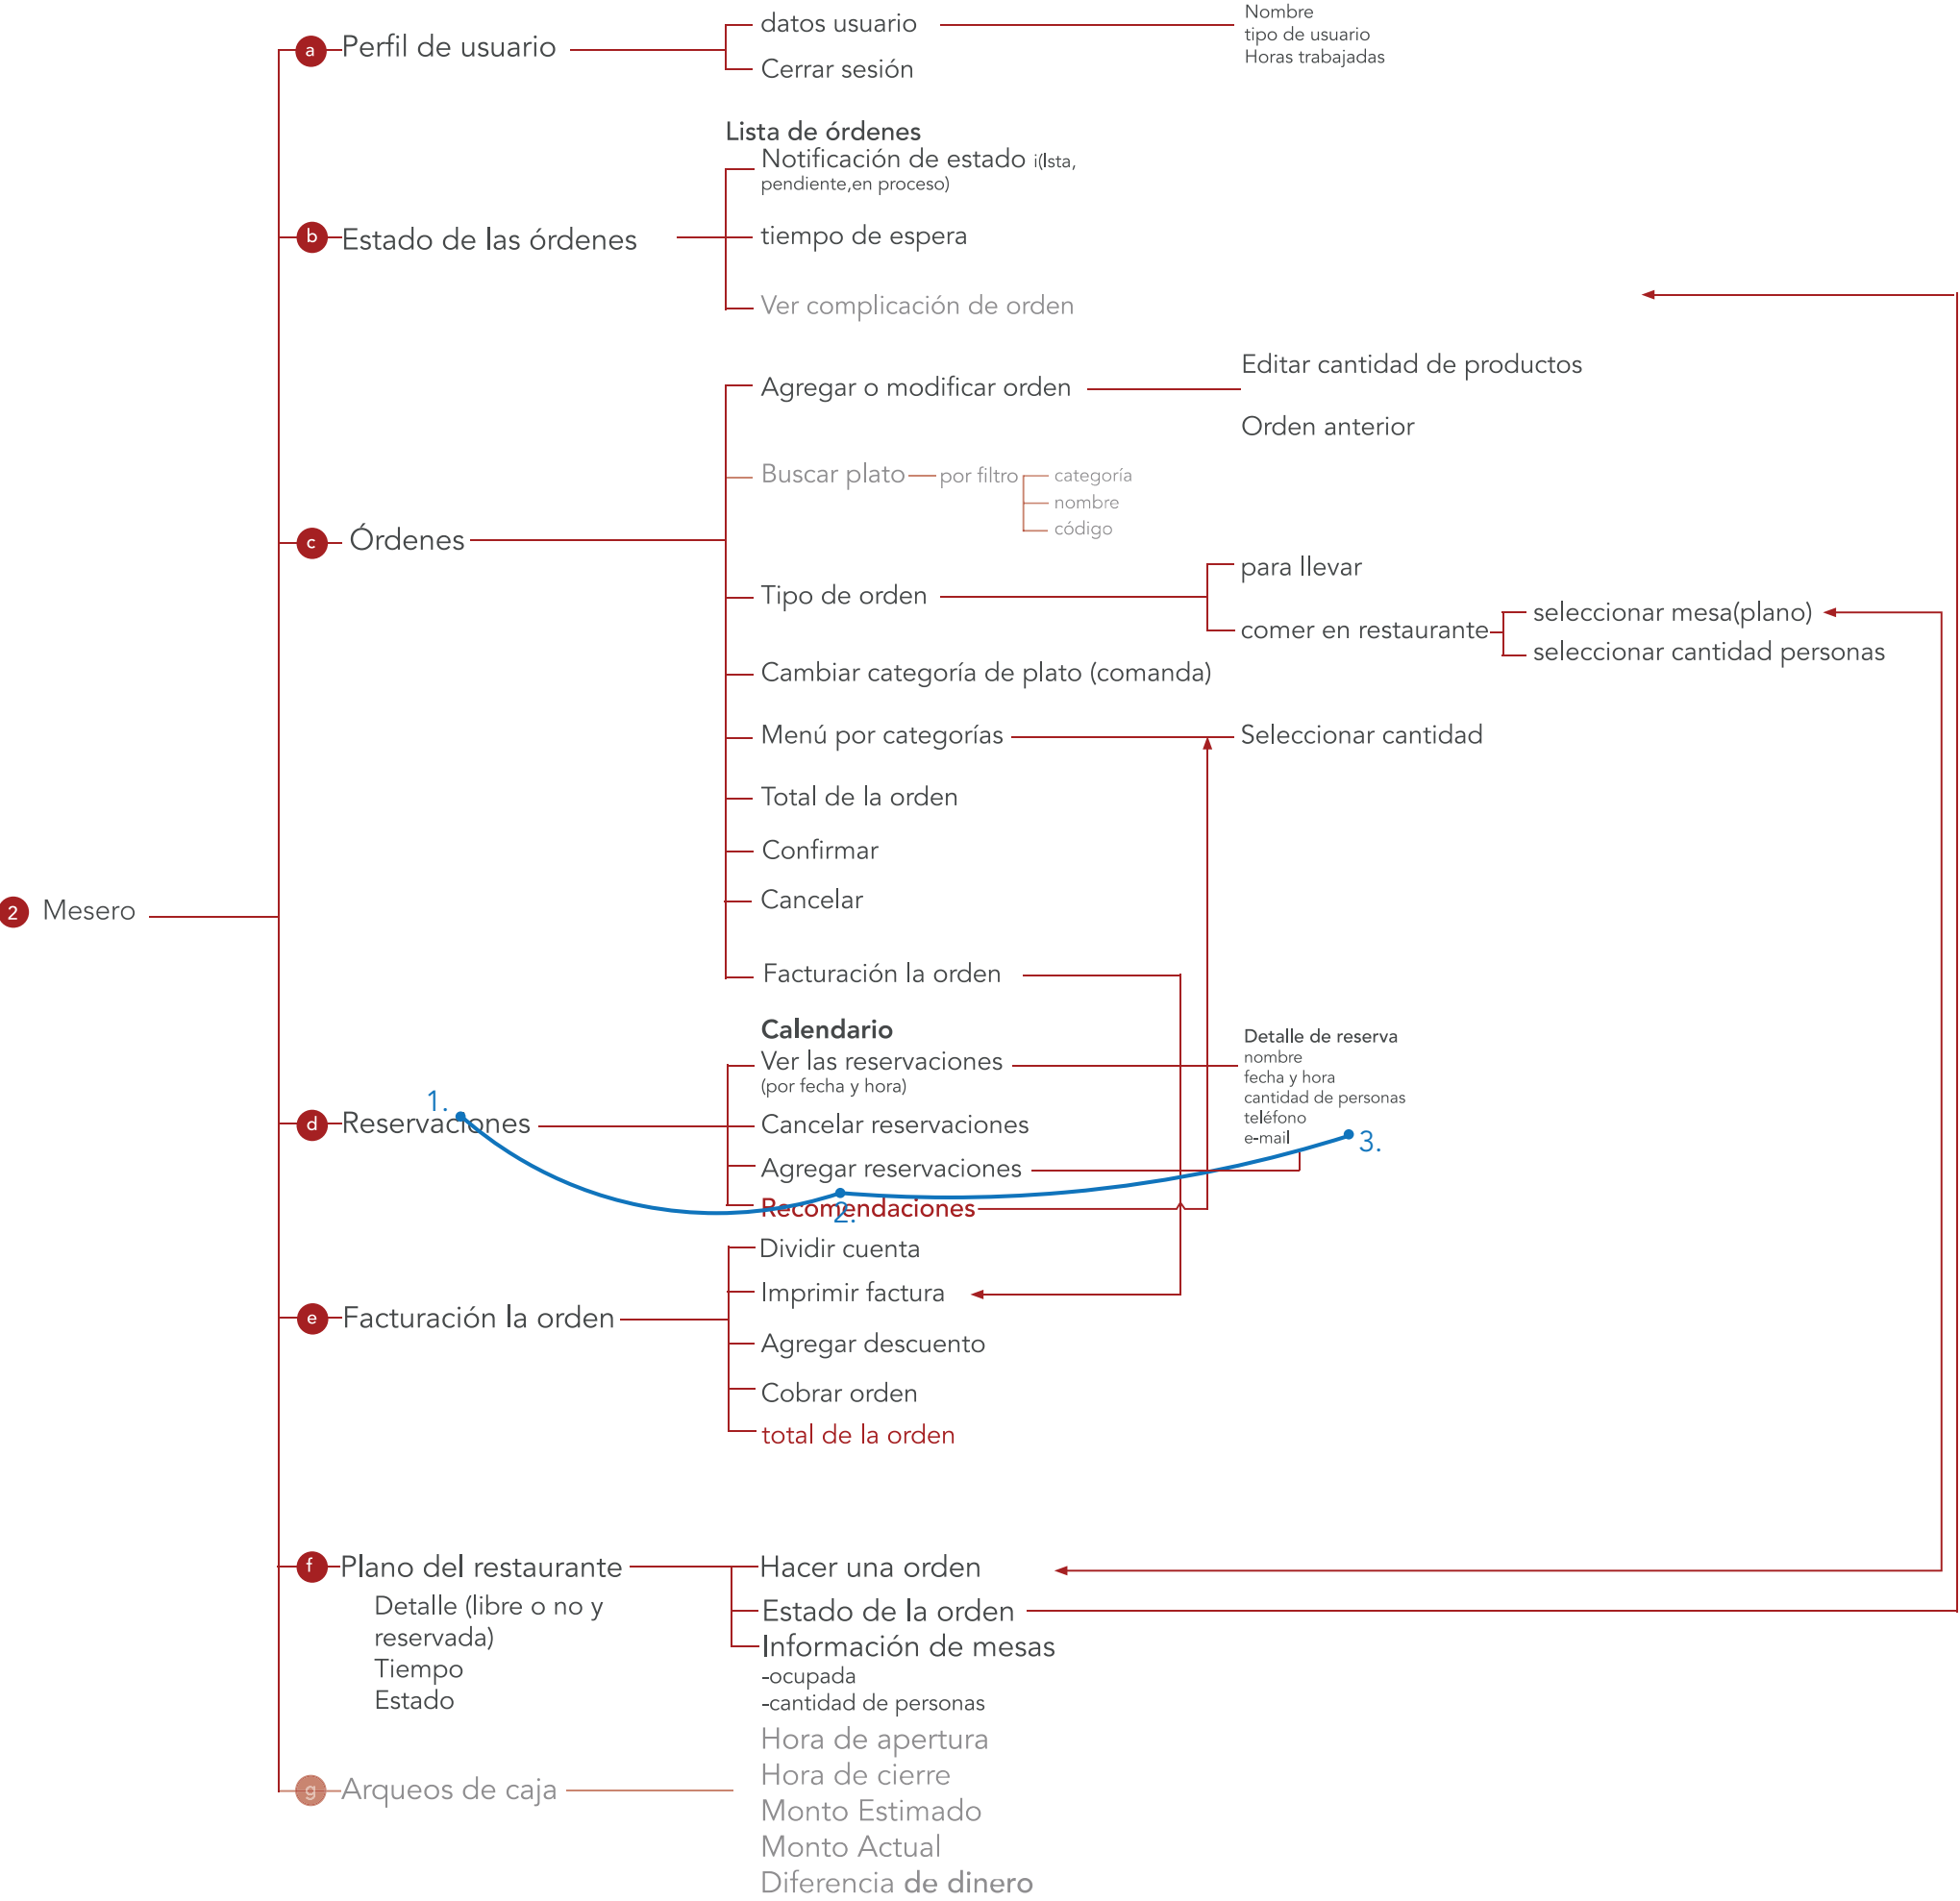 2 Mesero
a Perfil de usuario
datos usuario
Nombre
tipo de usuario
Horas trabajadas
Cerrar sesión
b Estado de las órdenes
Lista de órdenes
Notificación de estado i(lsta,
pendiente,en proceso)
tiempo de espera
Ver complicación de orden
c Órdenes
Agregar o modificar orden
Editar cantidad de productos
Orden anterior
Buscar plato
por filtro
categoría
nombre
código
Tipo de orden
para llevar
comer en restaurante
seleccionar mesa(plano)
seleccionar cantidad personas
Cambiar categoría de plato (comanda)
Menú por categorías
Seleccionar cantidad
Total de la orden
Confirmar
Cancelar
Facturación la orden
d Reservaciones
1.
Calendario
Ver las reservaciones
(por fecha y hora)
Detalle de reserva
nombre
fecha y hora
cantidad de personas
teléfono
e-mail
3.
Cancelar reservaciones
Agregar reservaciones
Recomendaciones
2.
e Facturación la orden
Dividir cuenta
Imprimir factura
Agregar descuento
Cobrar orden
total de la orden
f Plano del restaurante
Detalle (libre o no y
reservada)
Tiempo
Estado
Hacer una orden
Estado de la orden
Información de mesas
-ocupada
-cantidad de personas
g Arqueos de caja
Hora de apertura
Hora de cierre
Monto Estimado
Monto Actual
Diferencia de dinero